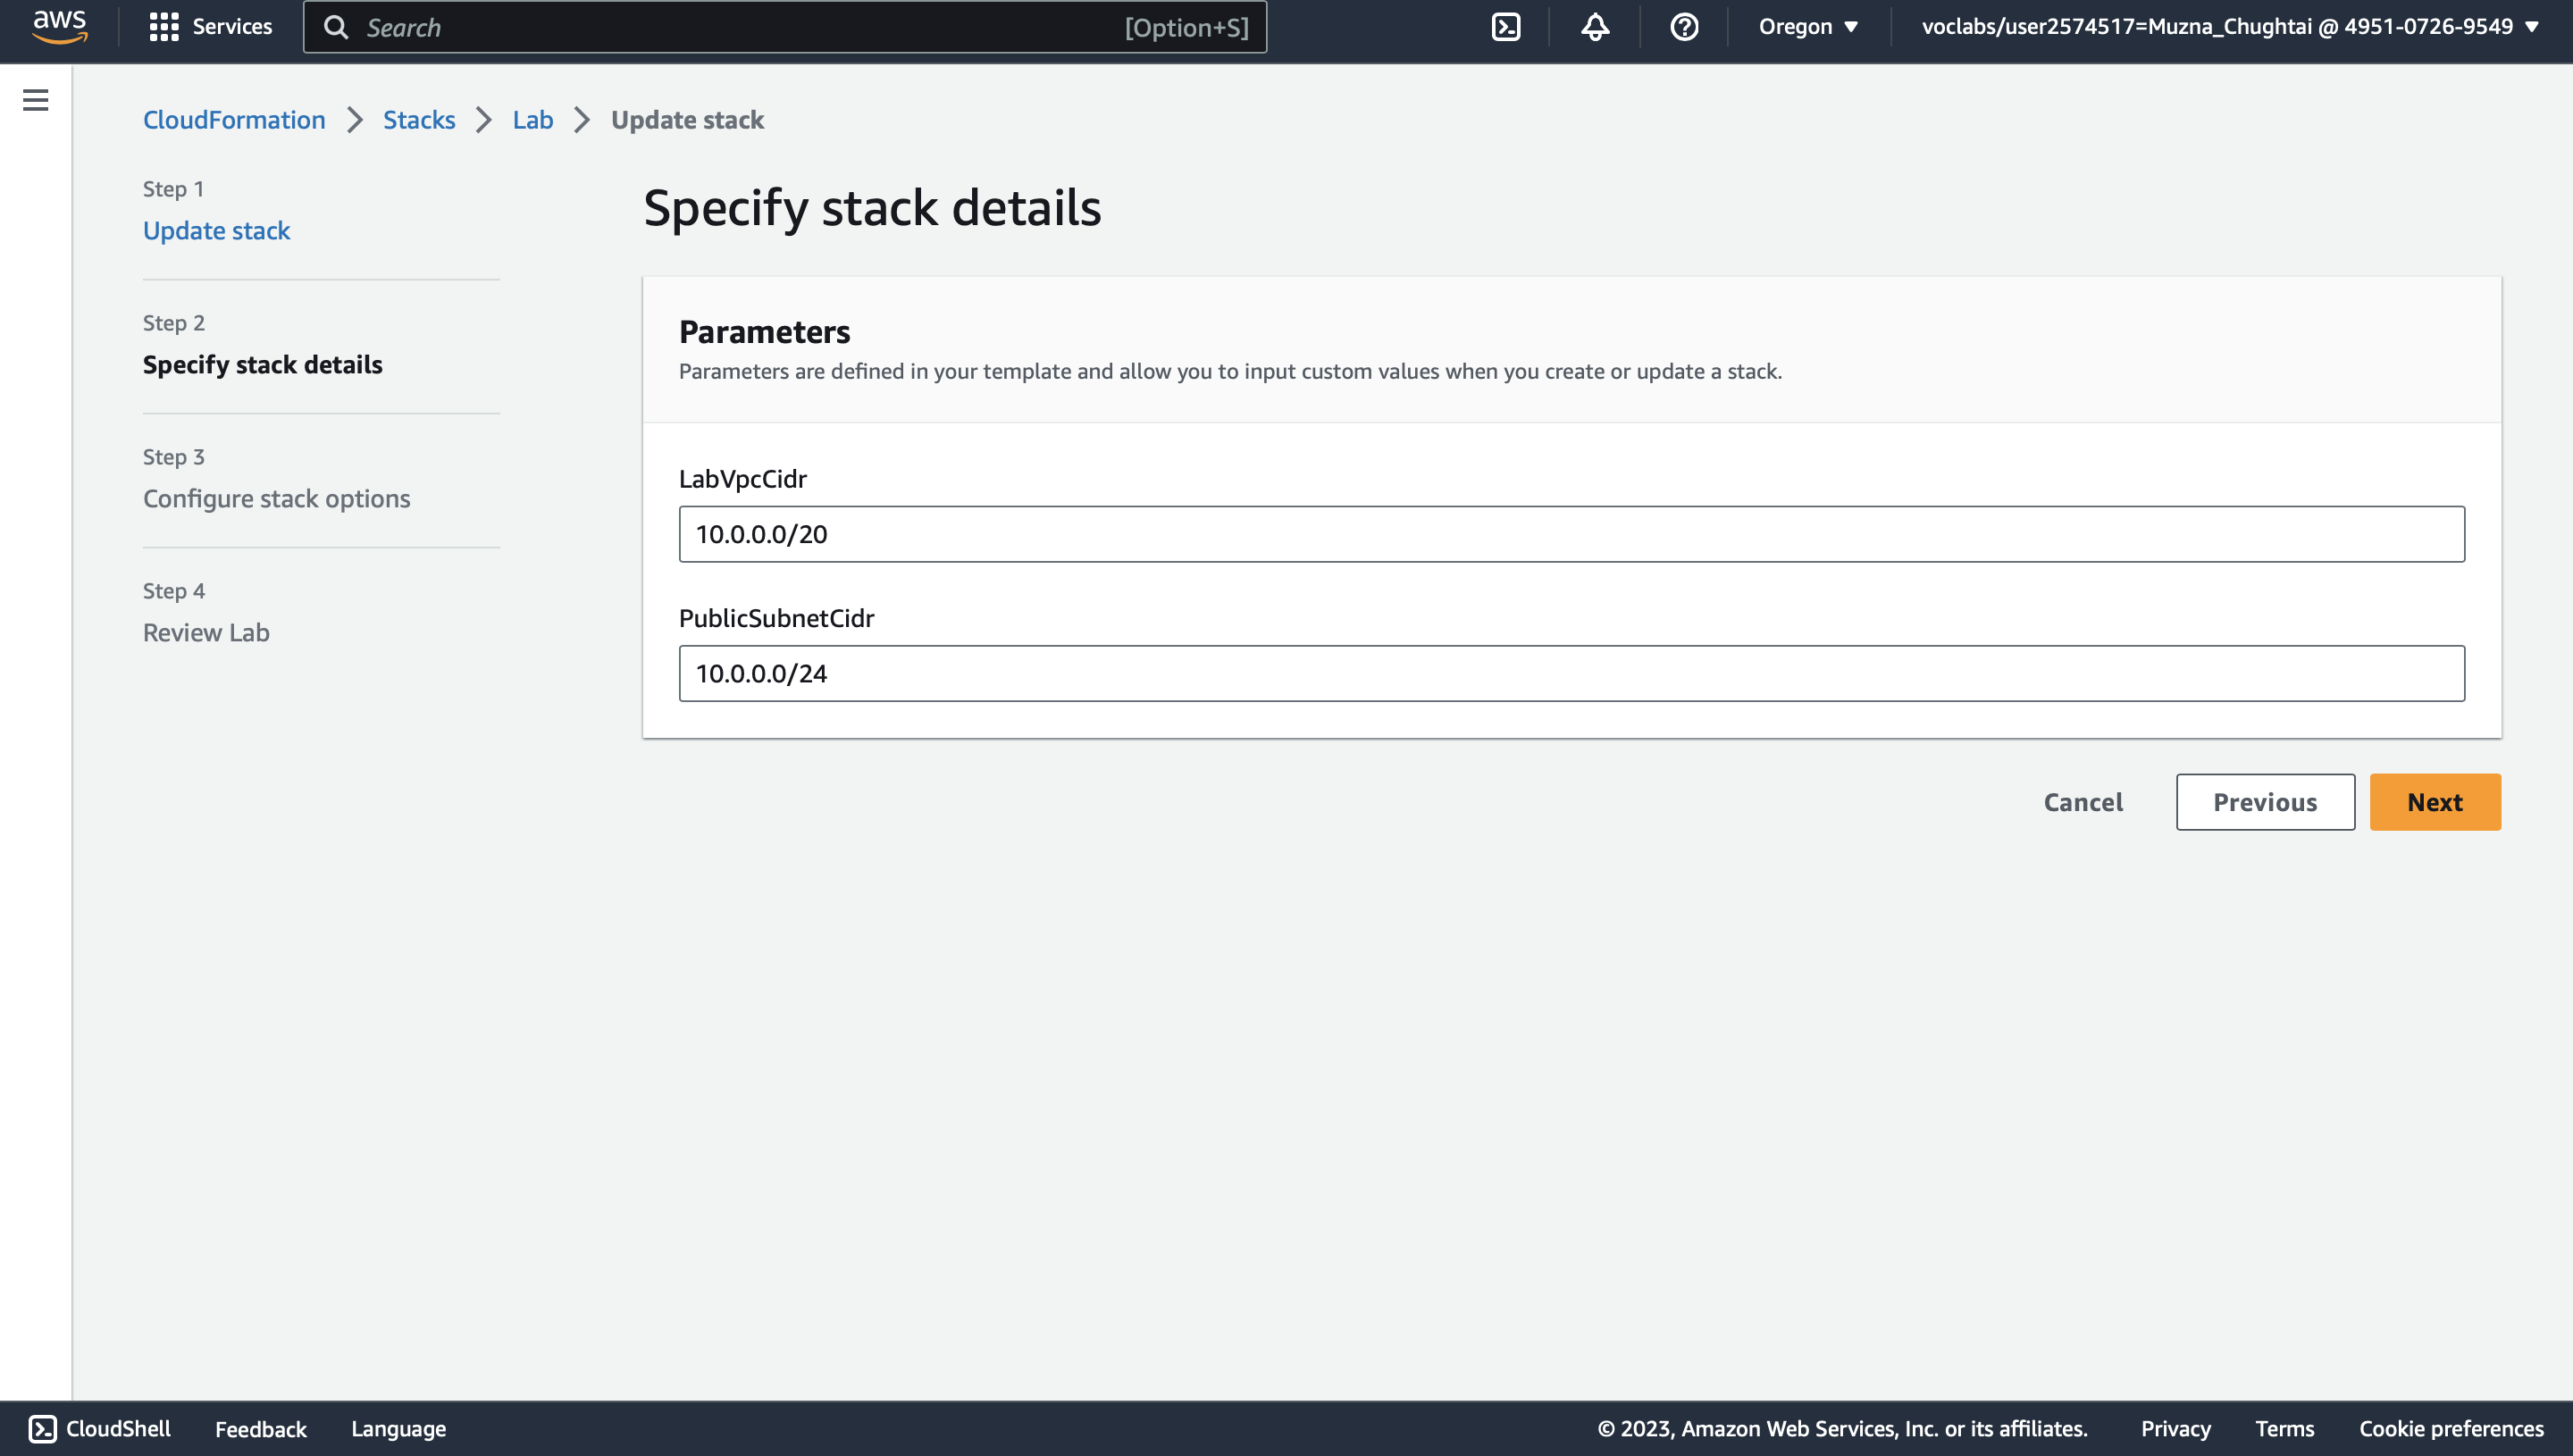 aws
Services
Search
[Option+S]
Oregon
voclabs/user2574517=Muzna_Chughtai @ 4951-0726-9549
CloudFormation
Stacks
Lab
Update stack
Step 1
Update stack
Step 2
Specify stack details
Step 3
Configure stack options
Step 4
Review Lab
Specify stack details
Parameters
Parameters are defined in your template and allow you to input custom values when you create or update a stack.
LabVpcCidr
10.0.0.0/20
PublicSubnetCidr
10.0.0.0/24
Cancel
Previous
Next
CloudShell
Feedback
Language
© 2023, Amazon Web Services, Inc. or its affiliates.
Privacy
Terms
Cookie preferences